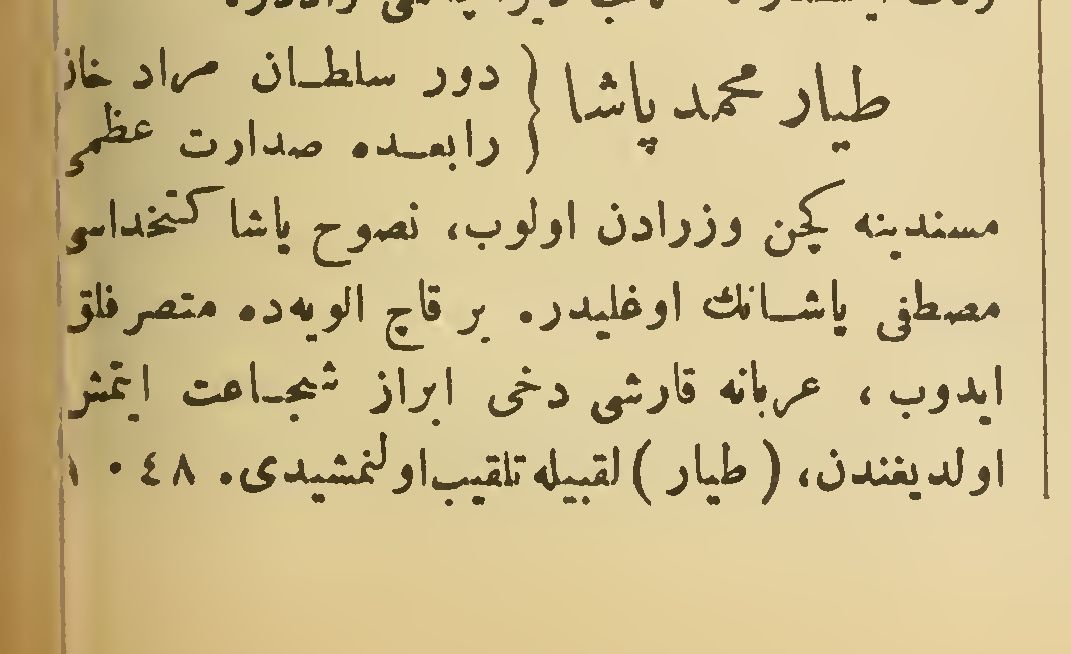 طیار محمد پاشا { دور سلطان مراد خان
رابعده صدارت عظمی
مسندینه کچن وزرادن اولوب، نصوح پاشا کتخداسی
مصطفی پاشانك اوغلیدر. بر قاچ الویه‌ده متصرفلق
ایدوب، عربانه قارشی دخی ابراز شجاعت ایتمش
اولدیغندن، (طیار) لقبیله تلقیب اولنمشیدی. ١٠٤٨